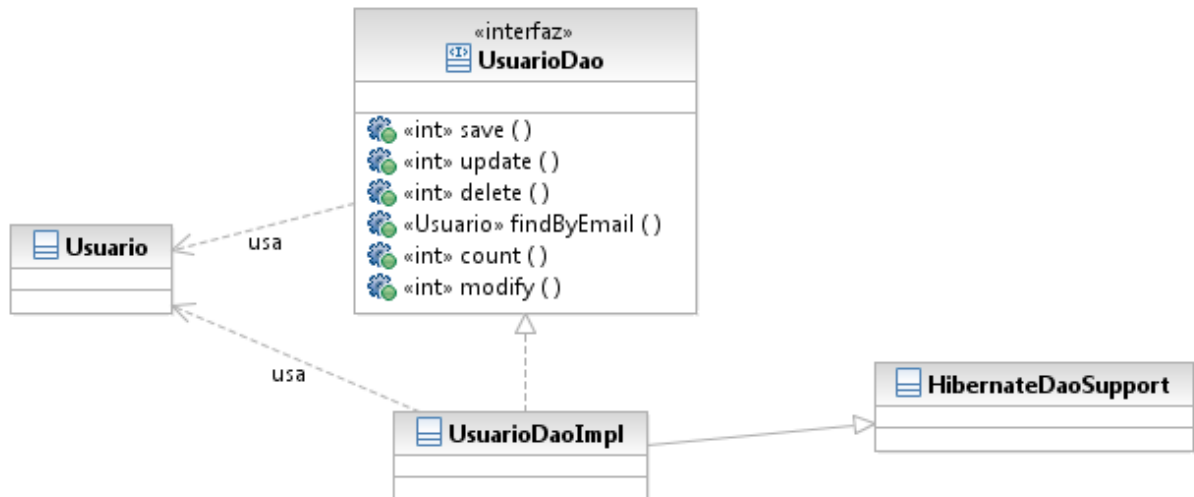 «interfaz»
UsuarioDao
«int» save ( )
«int» update ( )
«int» delete ( )
«Usuario» findByEmail ( )
«int» count ( )
«int» modify ( )
Usuario
usa
usa
HibernateDaoSupport
UsuarioDaoImpl